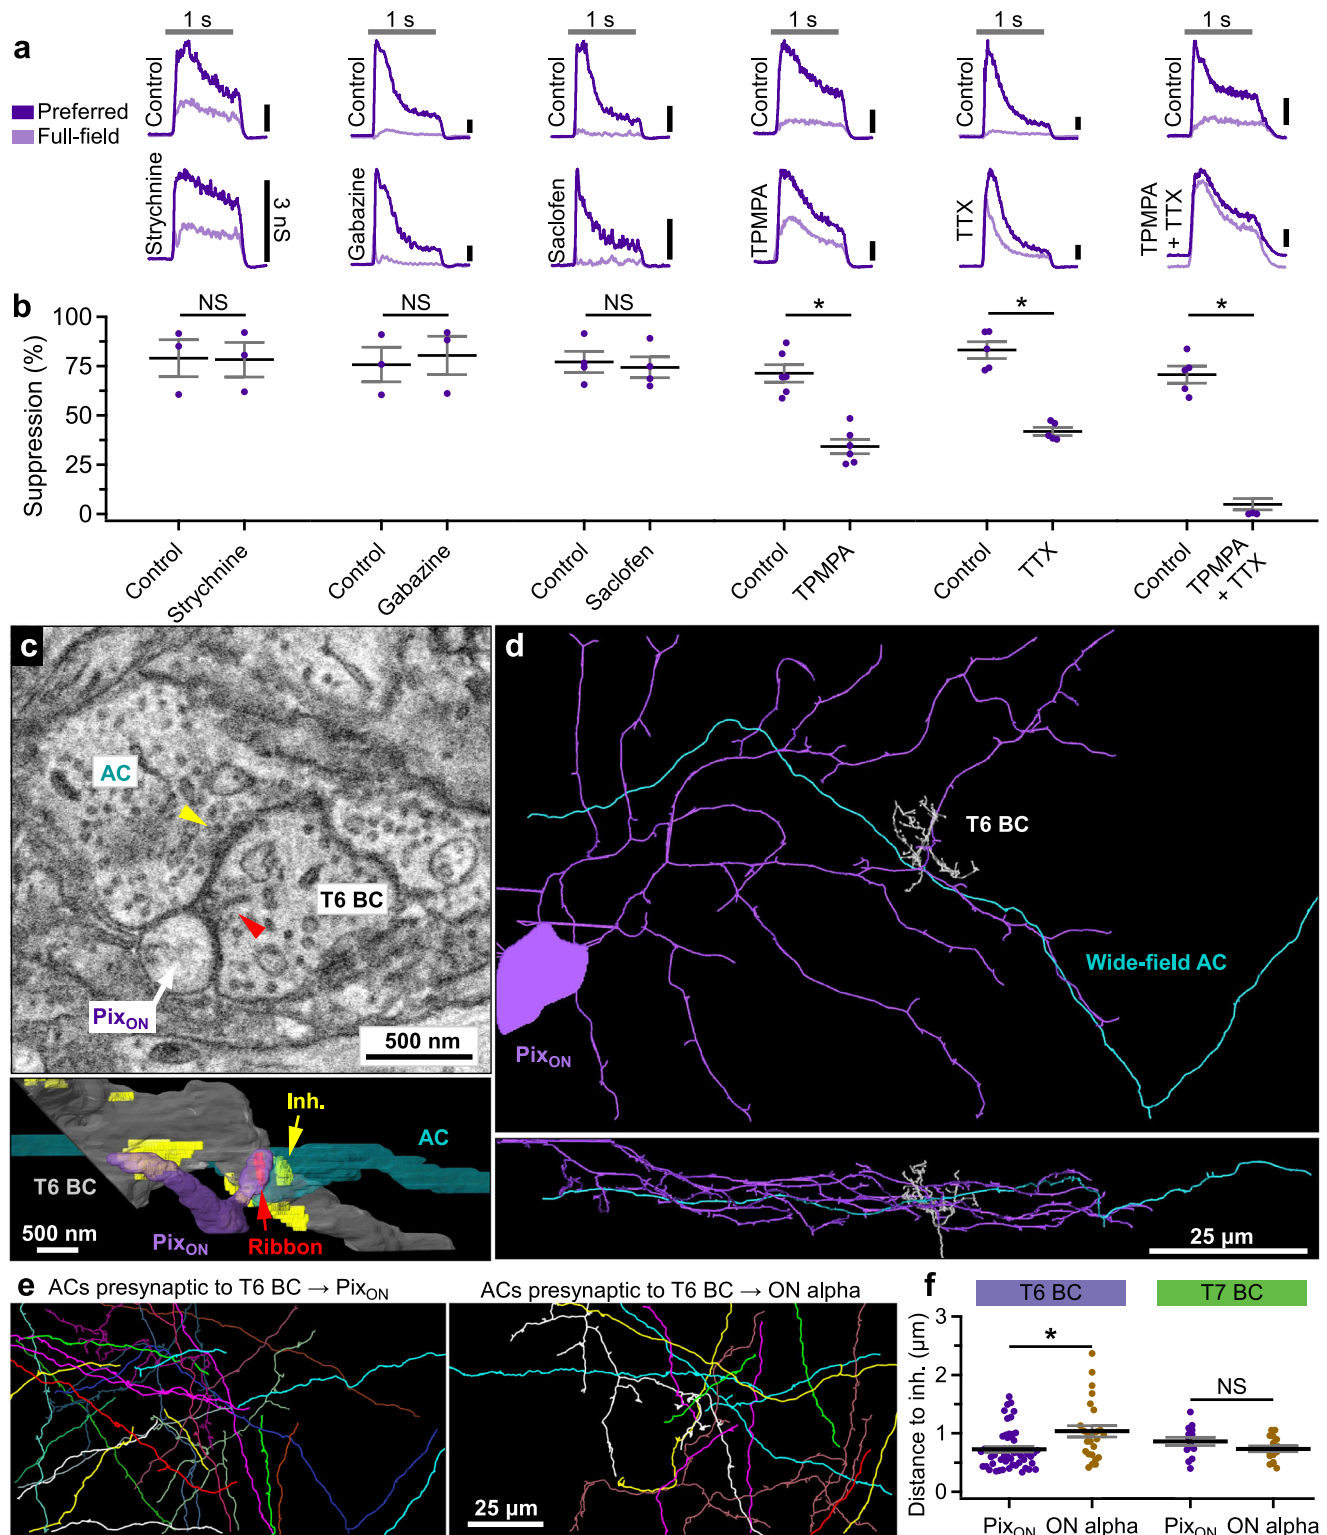 a
1 s 1 s 1 s 1 s 1 s 1 s
Preferred
Full-field
Control Control Control Control Control Control
Strychnine Gabazine Saclofen TPMPA TTX TPMPA + TTX
3 nS
b
NS NS NS * * *
Suppression (%)
100
75
50
25
0
Control Strychnine Control Gabazine Control Saclofen Control TPMPA Control TTX Control TPMPA + TTX
c
AC
T6 BC
PixON
500 nm
Inh.
AC
T6 BC
PixON
Ribbon
500 nm
d
T6 BC
Wide-field AC
PixON
25 µm
e
ACs presynaptic to T6 BC → PixON
ACs presynaptic to T6 BC → ON alpha
25 µm
f
T6 BC T7 BC
Distance to inh. (µm)
3
2
1
0
* NS
PixON ON alpha PixON ON alpha